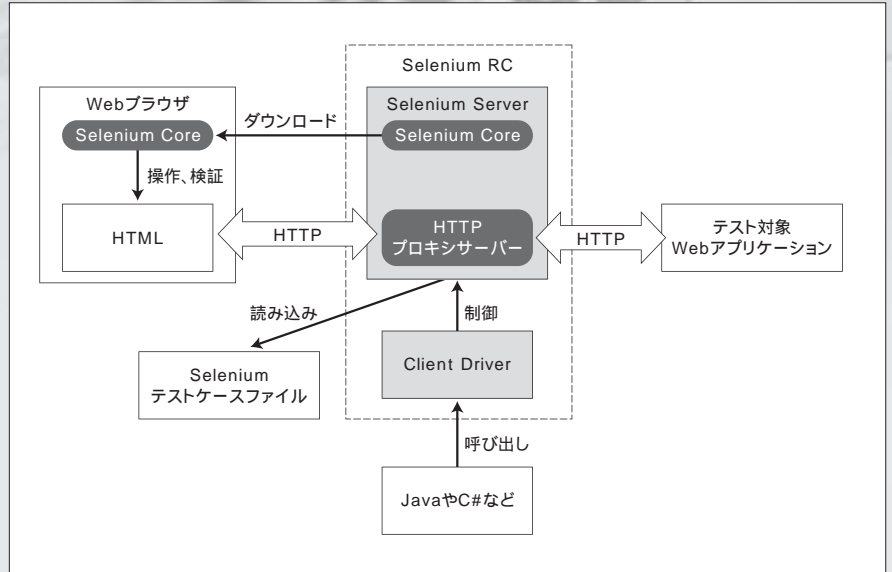 Selenium RC
Webブラウザ
Selenium Server
Selenium Core
ダウンロード
Selenium Core
操作、検証
HTML
HTTP
HTTP
プロキシサーバー
HTTP
テスト対象
Webアプリケーション
読み込み
制御
Selenium
テストケースファイル
Client Driver
呼び出し
JavaやC#など